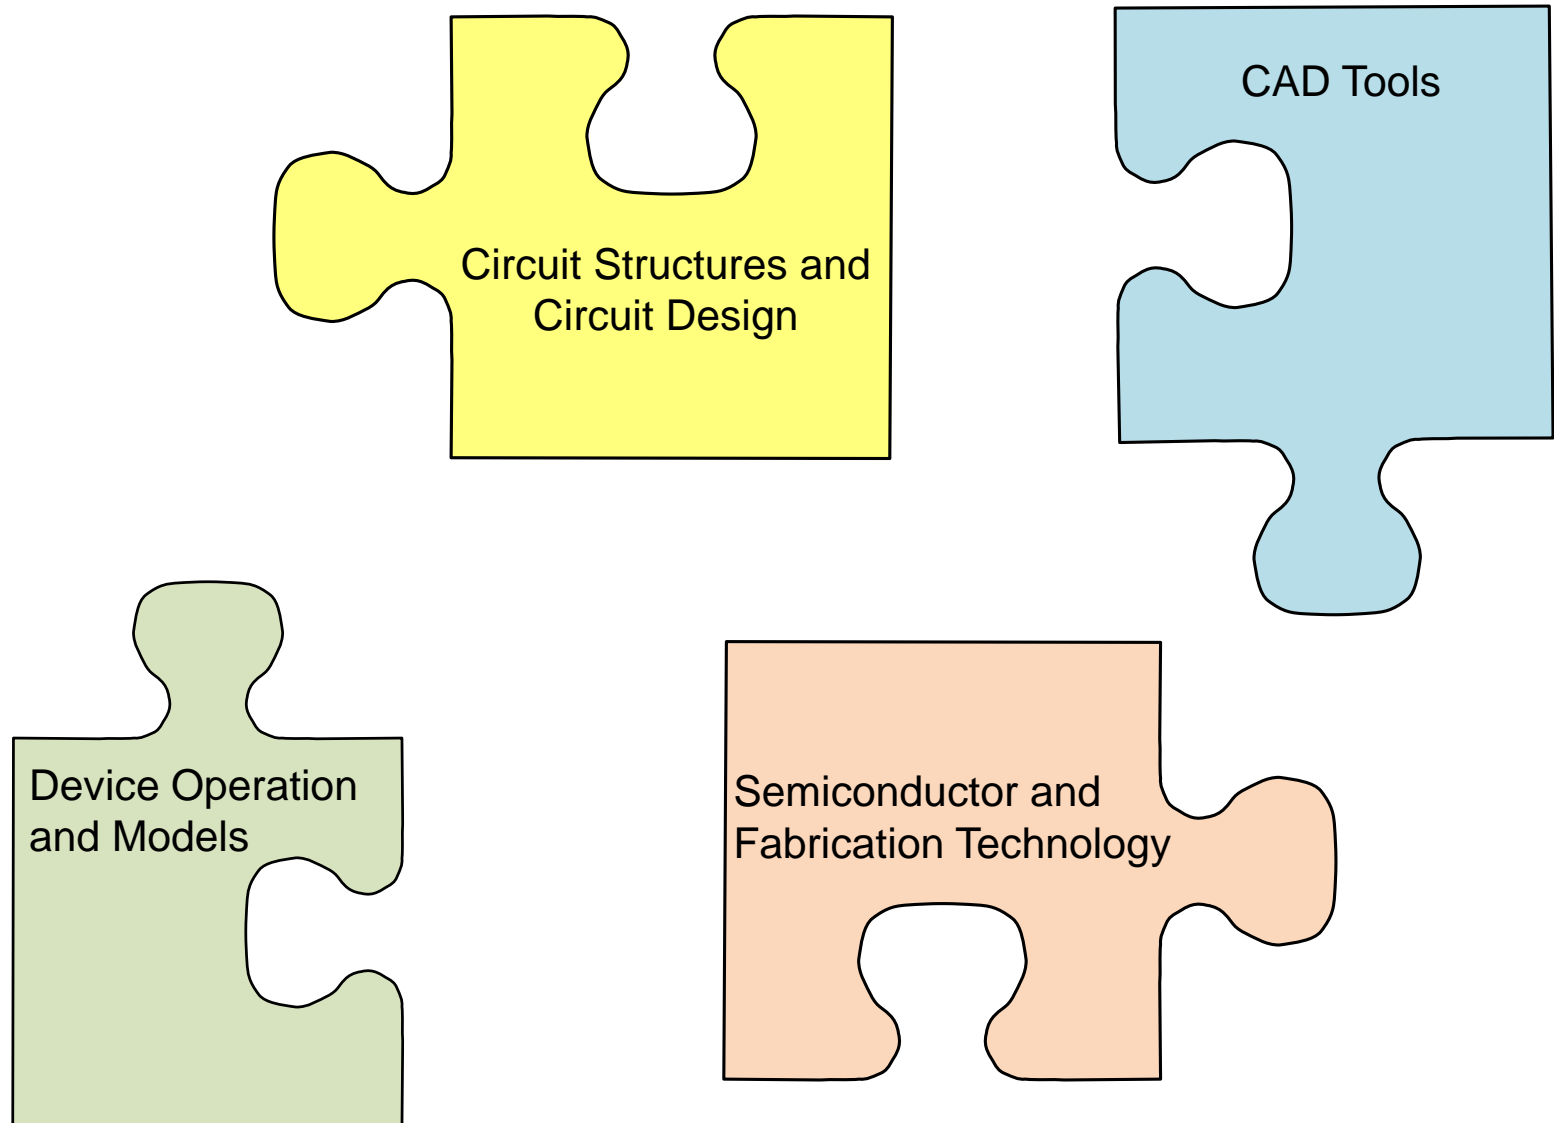 CAD Tools
Circuit Structures and
Circuit Design
Device Operation
and Models
Semiconductor and
Fabrication Technology